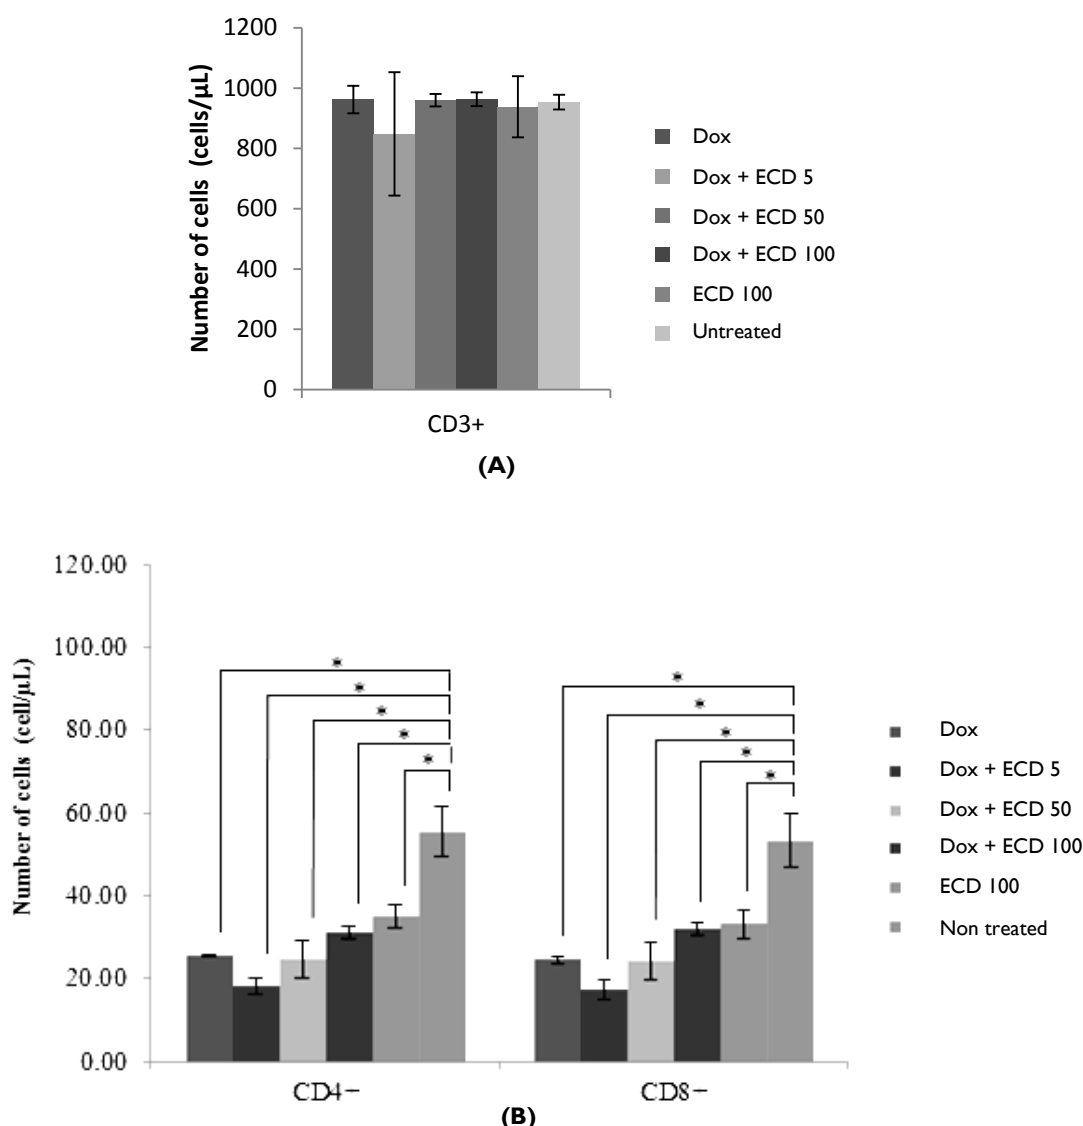 1200
1000
800
600
400
200
0
Number of cells (cells/µL)
CD3+
Dox
Dox + ECD 5
Dox + ECD 50
Dox + ECD 100
ECD 100
Untreated
(A)
120.00
100.00
80.00
60.00
40.00
20.00
0.00
Number of cells (cell/µL)
*
*
*
*
*
*
*
*
*
*
CD4+
CD8+
Dox
Dox + ECD 5
Dox + ECD 50
Dox + ECD 100
ECD 100
Non treated
(B)